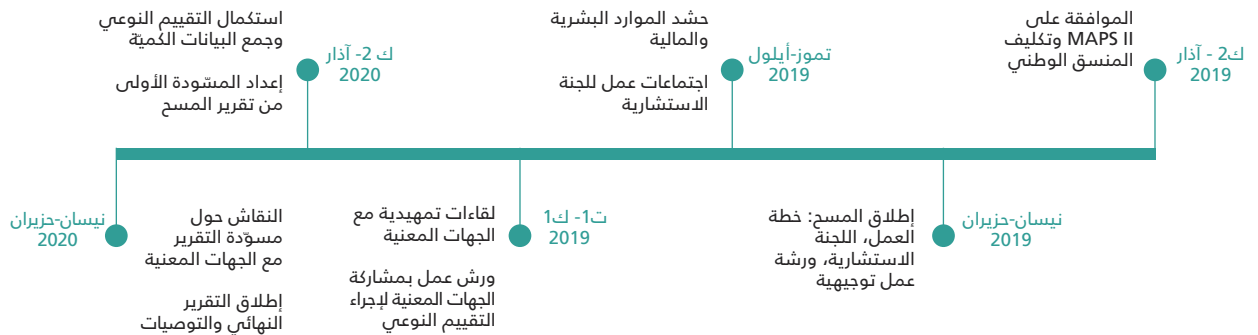 ك2 - آذار
2019
الموافقة على
MAPS II وتكليف
المنسق الوطني
نيسان-حزيران
2019
إطلاق المسح: خطة
العمل، اللجنة
الاستشارية، ورشة
عمل توجيهية
تموز-أيلول
2019
حشد الموارد البشرية
والمالية
اجتماعات عمل للجنة
الاستشارية
ت1- ك1
2019
لقاءات تمهيدية مع
الجهات المعنية
ورش عمل بمشاركة
الجهات المعنية لإجراء
التقييم النوعي
ك 2- آذار
2020
استكمال التقييم النوعي
وجمع البيانات الكميّة
إعداد المسّودة الأولى
من تقرير المسح
نيسان-حزيران
2020
النقاش حول
مسوّدة التقرير
مع الجهات المعنية
إطلاق التقرير
النهائي والتوصيات